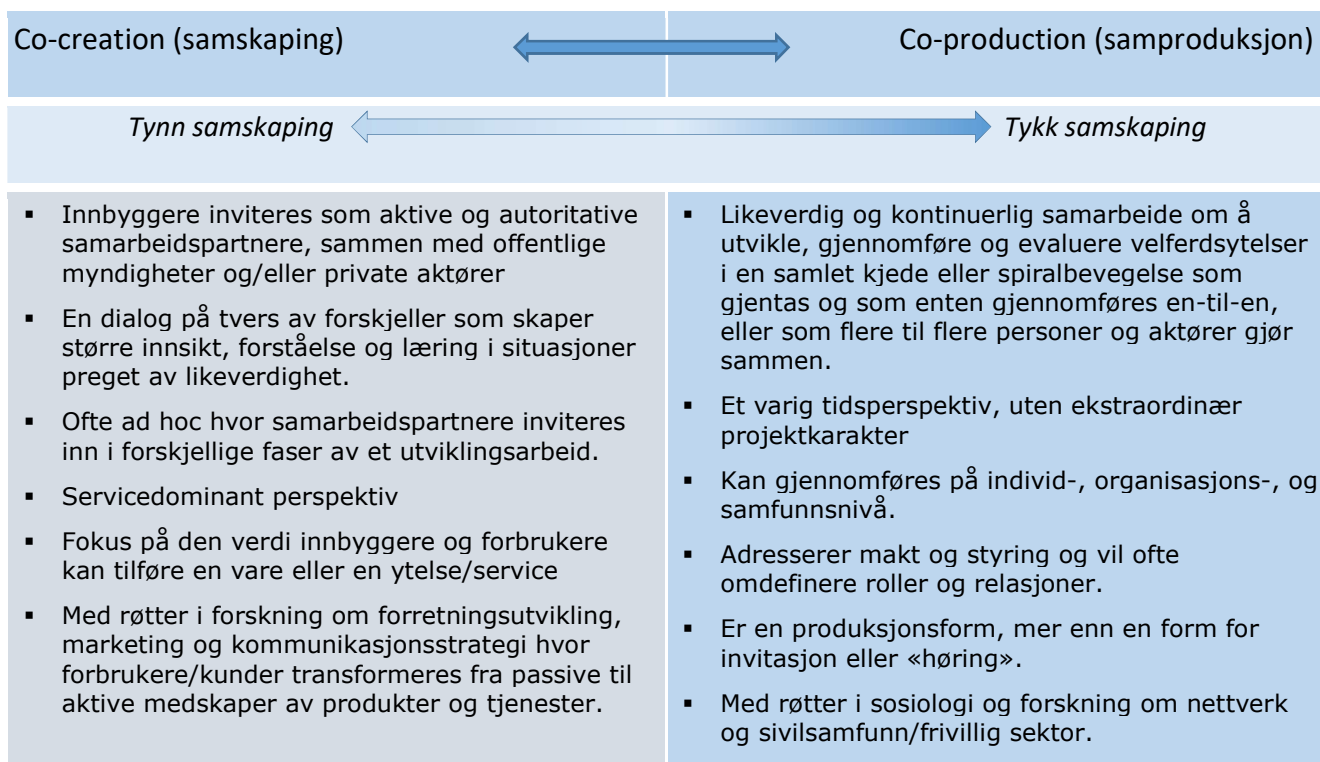 Co-creation (samskaping)
Co-production (samproduksjon)
Tynn samskaping
Tykk samskaping
▪ Innbyggere inviteres som aktive og autoritative
samarbeidspartnere, sammen med offentlige
myndigheter og/eller private aktører
▪ En dialog på tvers av forskjeller som skaper
større innsikt, forståelse og læring i situasjoner
preget av likeverdighet.
▪ Ofte ad hoc hvor samarbeidspartnere inviteres
inn i forskjellige faser av et utviklingsarbeid.
▪ Servicedominant perspektiv
▪ Fokus på den verdi innbyggere og forbrukere
kan tilføre en vare eller en ytelse/service
▪ Med røtter i forskning om forretningsutvikling,
marketing og kommunikasjonsstrategi hvor
forbrukere/kunder transformeres fra passive til
aktive medskaper av produkter og tjenester.
▪ Likeverdig og kontinuerlig samarbeide om å
utvikle, gjennomføre og evaluere velferdsytelser
i en samlet kjede eller spiralbevegelse som
gjentas og som enten gjennomføres en-til-en,
eller som flere til flere personer og aktører gjør
sammen.
▪ Et varig tidsperspektiv, uten ekstraordinær
projektkarakter
▪ Kan gjennomføres på individ-, organisasjons-, og
samfunnsnivå.
▪ Adresserer makt og styring og vil ofte
omdefinere roller og relasjoner.
▪ Er en produksjonsform, mer enn en form for
invitasjon eller «høring».
▪ Med røtter i sosiologi og forskning om nettverk
og sivilsamfunn/frivillig sektor.